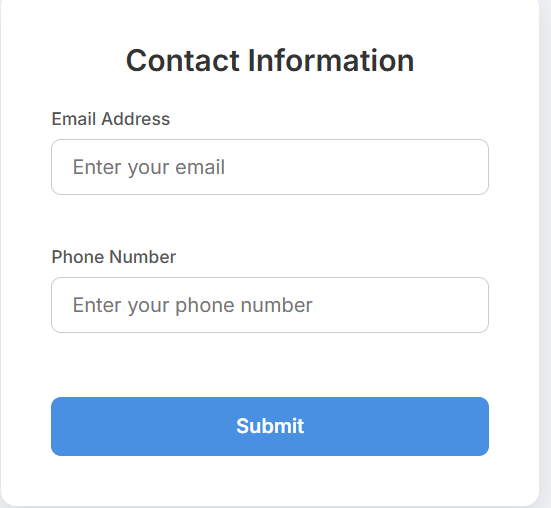 Contact Information
Email Address
Enter your email
Phone Number
Enter your phone number
Submit